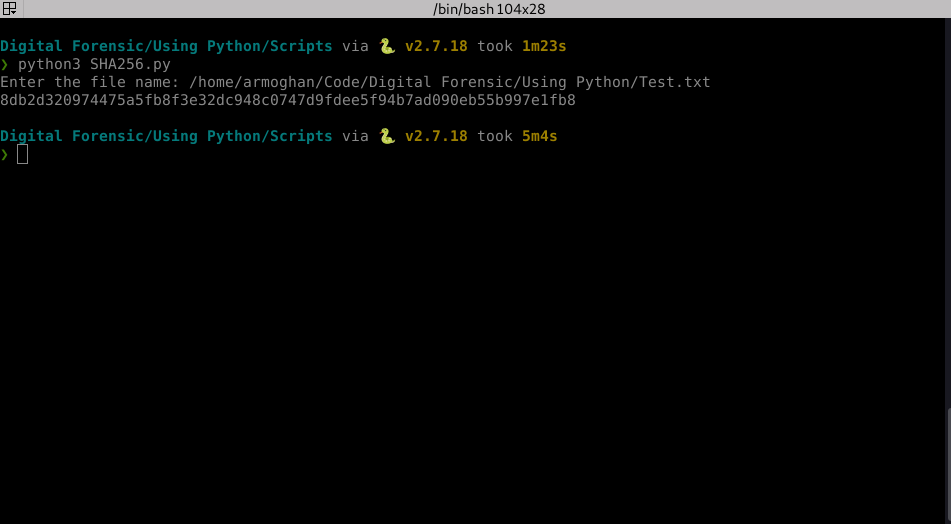 /bin/bash 104x28
Digital Forensic/Using Python/Scripts via 🐍 v2.7.18 took 1m23s
❯ python3 SHA256.py
Enter the file name: /home/armoghan/Code/Digital Forensic/Using Python/Test.txt
8db2d320974475a5fb8f3e32dc948c0747d9fdee5f94b7ad090eb55b997e1fb8
Digital Forensic/Using Python/Scripts via 🐍 v2.7.18 took 5m4s
❯